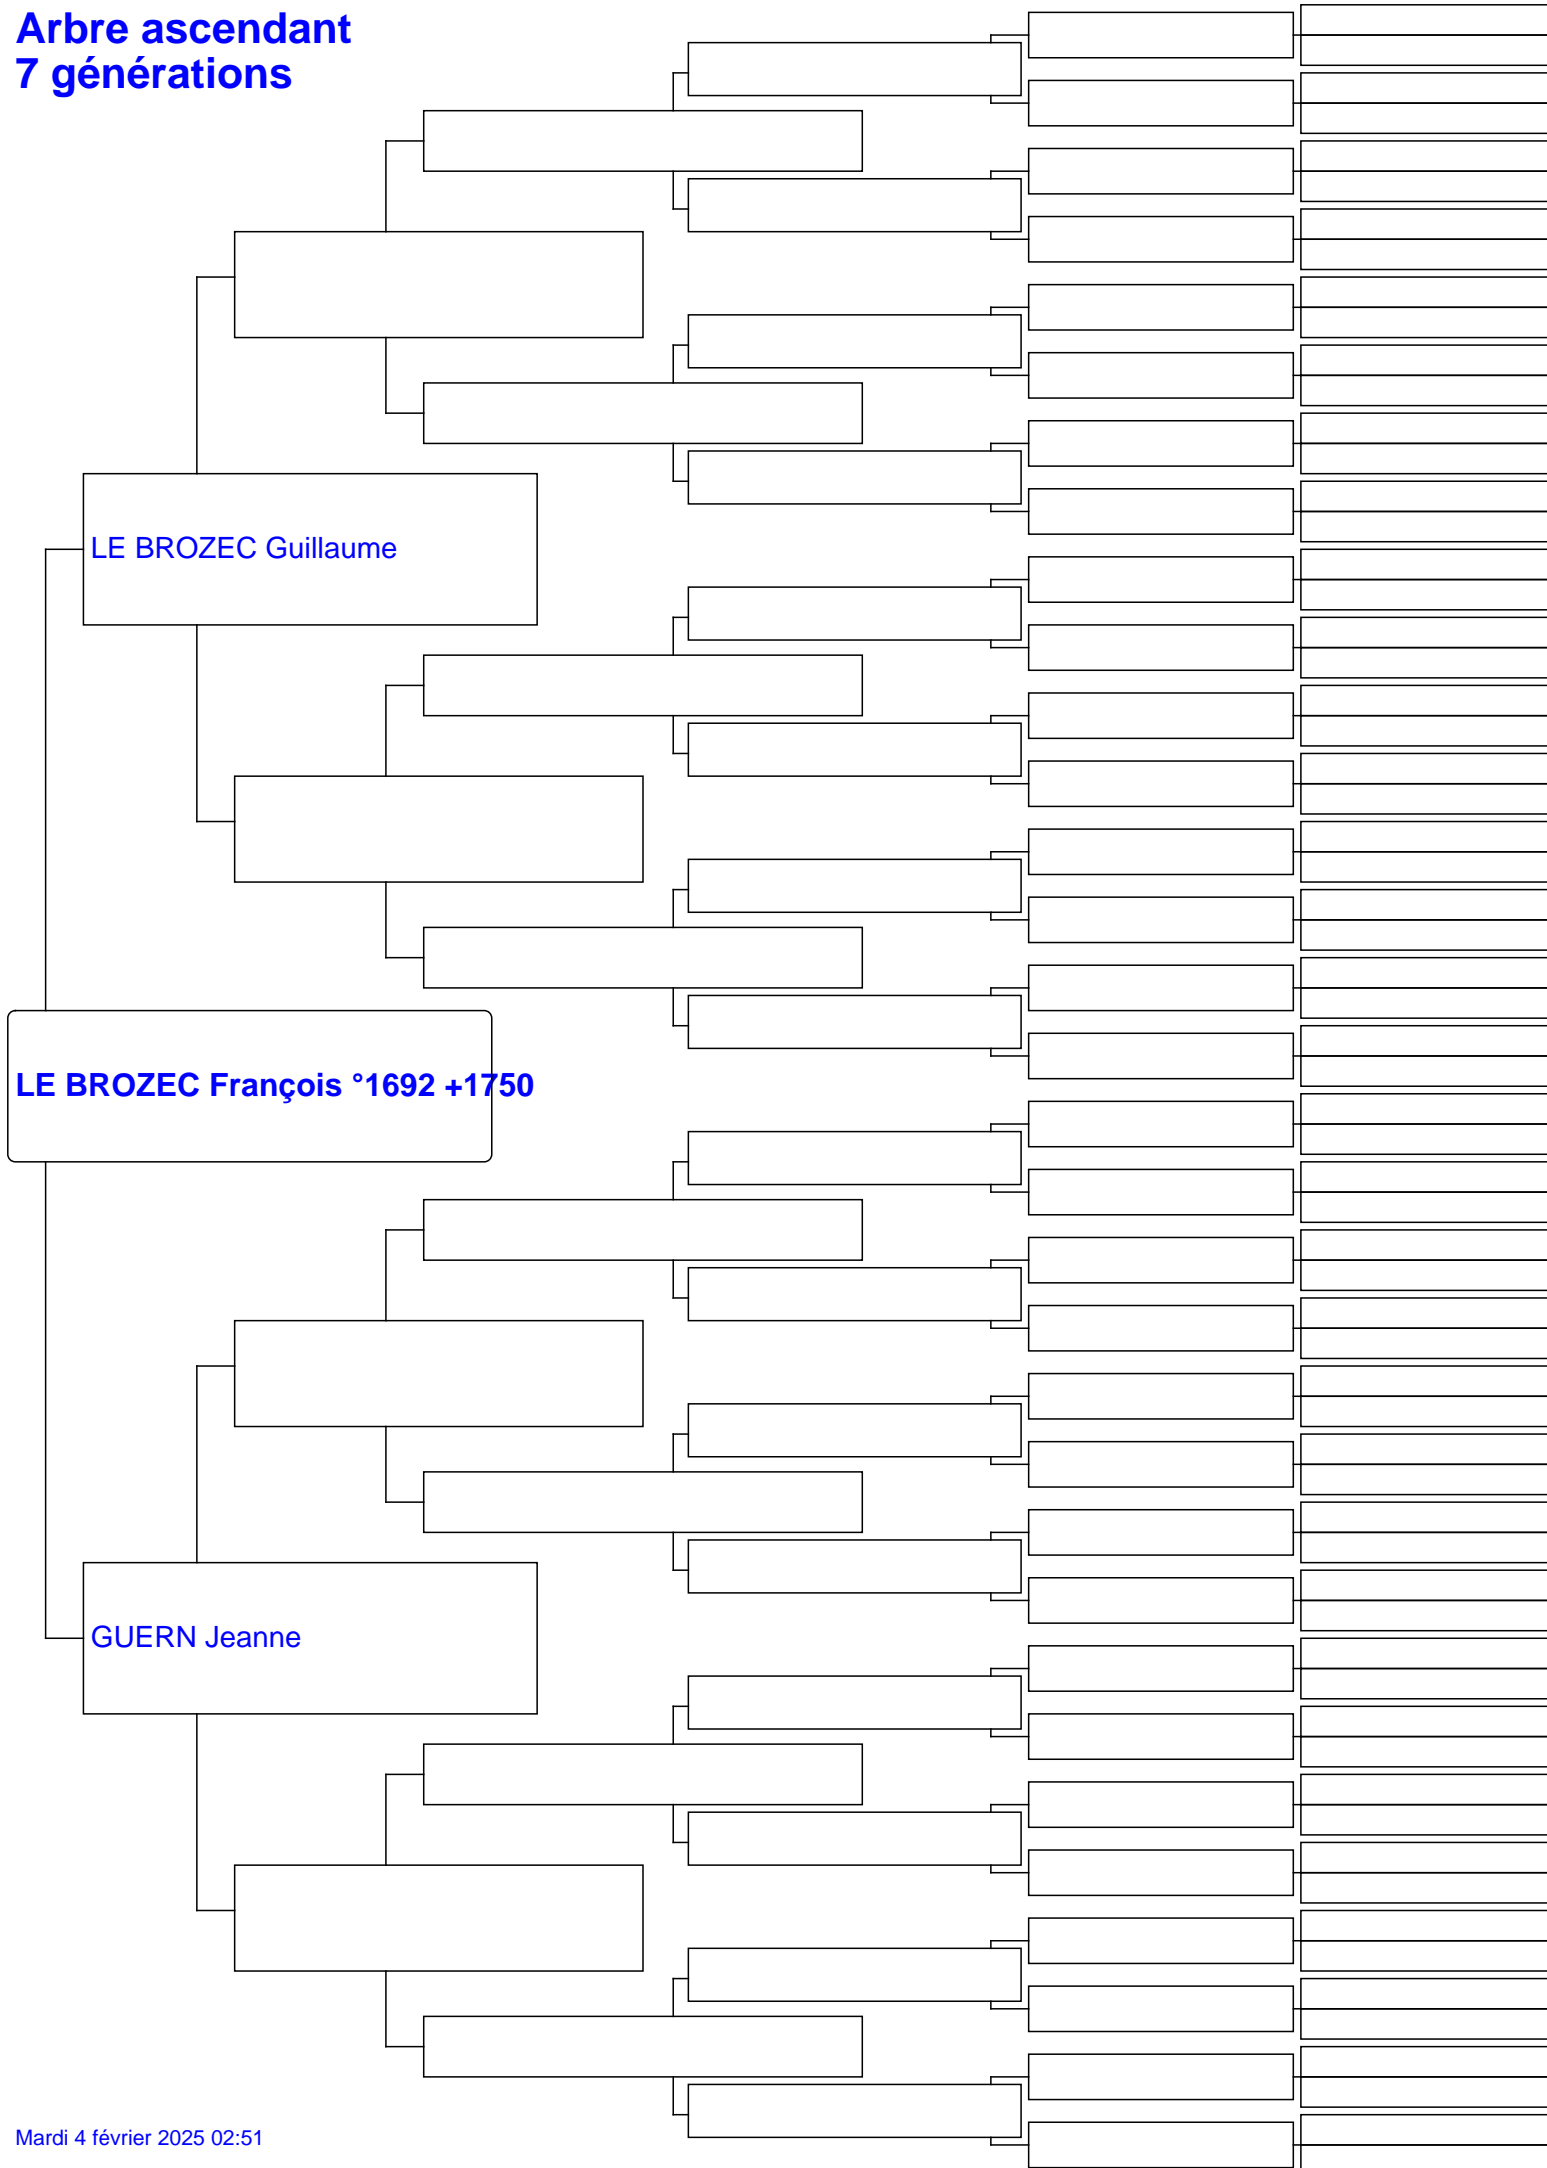 Arbre ascendant
7 générations
LE BROZEC Guillaume
LE BROZEC François °1692 +1750
GUERN Jeanne
Mardi 4 février 2025 02:51